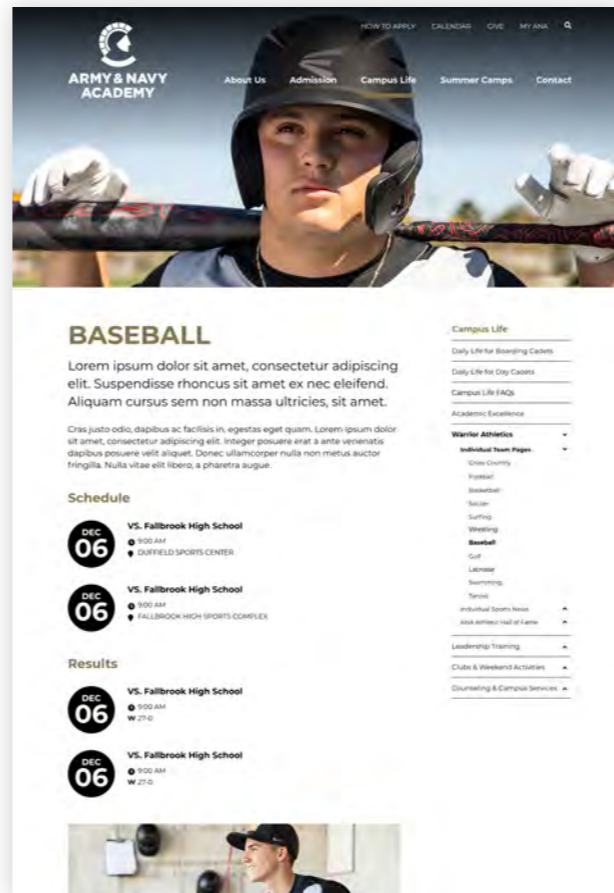 HOW TO APPLY CALENDAR GIVE MY ANA
ARMY & NAVY
ACADEMY
About Us Admission Campus Life Summer Camps Contact
BASEBALL
Lorem ipsum dolor sit amet, consectetur adipiscing
elit. Suspendisse rhoncus sit amet ex nec eleifend.
Aliquam cursus sem non massa ultricies, sit amet.
Cras justo odio, dapibus ac facilisis in, egestas eget quam. Lorem ipsum dolor
sit amet, consectetur adipiscing elit. Integer posuere erat a ante venenatis
dapibus posuere velit aliquet. Donec ullamcorper nulla non metus auctor
fringilla. Nulla vitae elit libero, a pharetra augue.
Schedule
DEC
06
VS. Fallbrook High School
9:00 AM
DUFFIELD SPORTS CENTER
DEC
06
VS. Fallbrook High School
9:00 AM
FALLBROOK HIGH SPORTS COMPLEX
Results
DEC
06
VS. Fallbrook High School
9:00 AM
W 27-0
DEC
06
VS. Fallbrook High School
9:00 AM
W 27-0
Campus Life
Daily Life for Boarding Cadets
Daily Life for Day Cadets
Campus Life FAQs
Academic Excellence
Warrior Athletics
Individual Team Pages
Cross Country
Football
Basketball
Soccer
Surfing
Wrestling
Baseball
Golf
Lacrosse
Swimming
Tennis
Individual Sports News
ANA Athletic Hall of Fame
Leadership Training
Clubs & Weekend Activities
Counseling & Campus Services